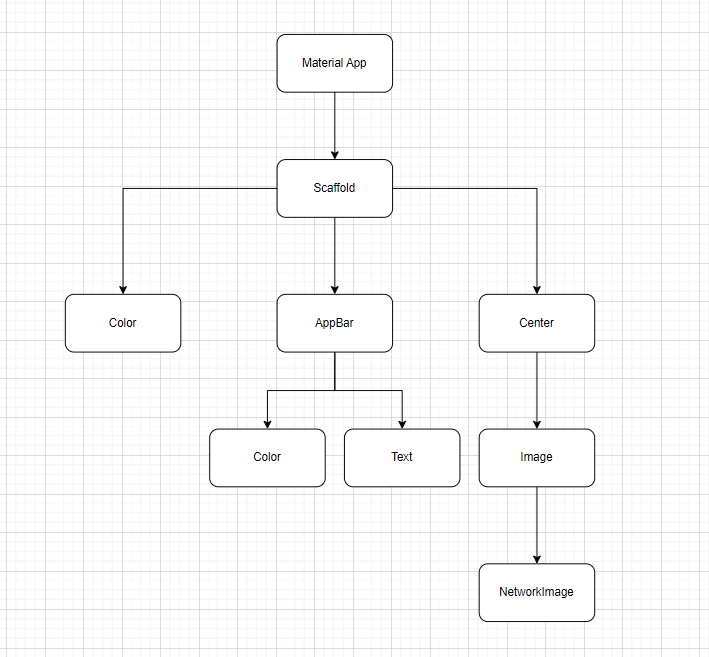 Material App
Scaffold
Color
AppBar
Center
Color
Text
Image
NetworkImage